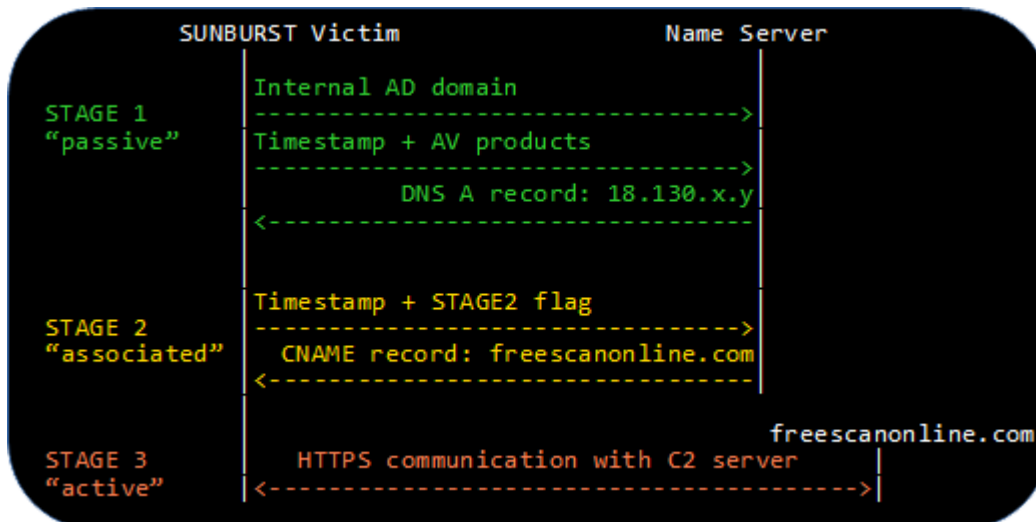 SUNBURST Victim Name Server
Internal AD domain
STAGE 1
“passive”
Timestamp + AV products
DNS A record: 18.130.x.y
Timestamp + STAGE2 flag
STAGE 2
“associated”
CNAME record: freescanonline.com
freescanonline.com
STAGE 3
“active”
HTTPS communication with C2 server